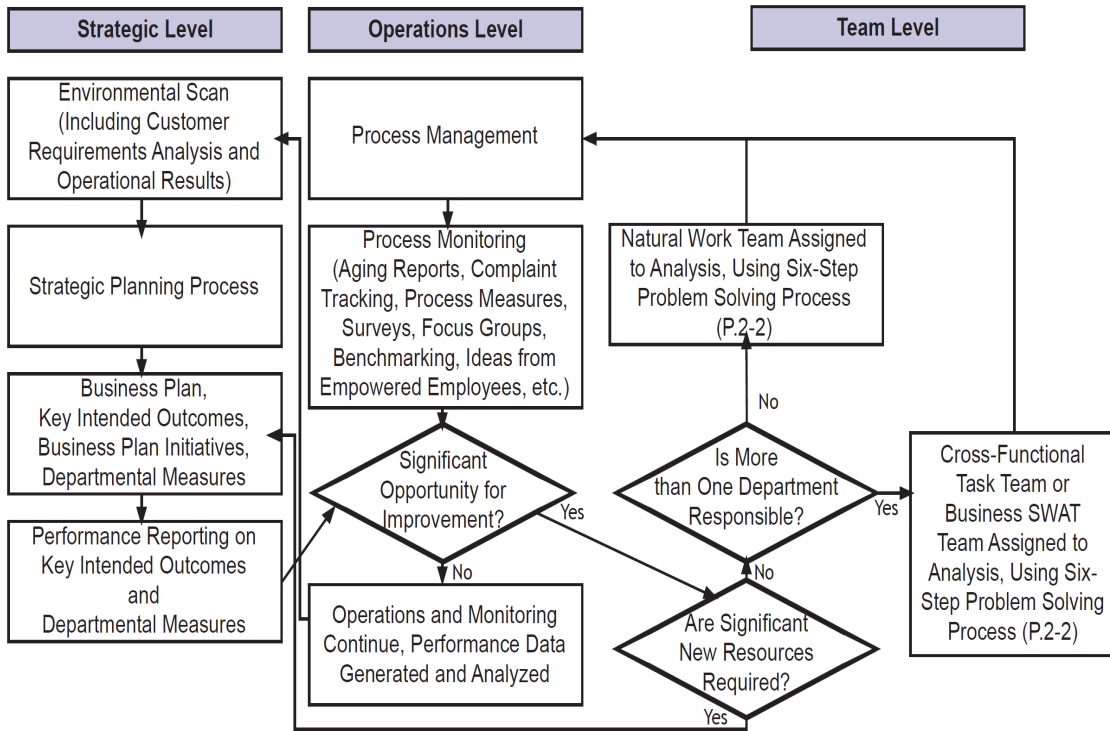 Strategic Level
Operations Level
Team Level
Environmental Scan
(Including Customer
Requirements Analysis and
Operational Results)
Strategic Planning Process
Business Plan,
Key Intended Outcomes,
Business Plan Initiatives,
Departmental Measures
Performance Reporting on
Key Intended Outcomes
and
Departmental Measures
Process Management
Process Monitoring
(Aging Reports, Complaint
Tracking, Process Measures,
Surveys, Focus Groups,
Benchmarking, Ideas from
Empowered Employees, etc.)
Significant
Opportunity for
Improvement?
Yes
No
Operations and Monitoring
Continue, Performance Data
Generated and Analyzed
Natural Work Team Assigned
to Analysis, Using Six-Step
Problem Solving Process
(P.2-2)
No
Is More
than One Department
Responsible?
Yes
No
Are Significant
New Resources
Required?
Yes
Cross-Functional
Task Team or
Business SWAT
Team Assigned to
Analysis, Using Six-
Step Problem Solving
Process (P.2-2)